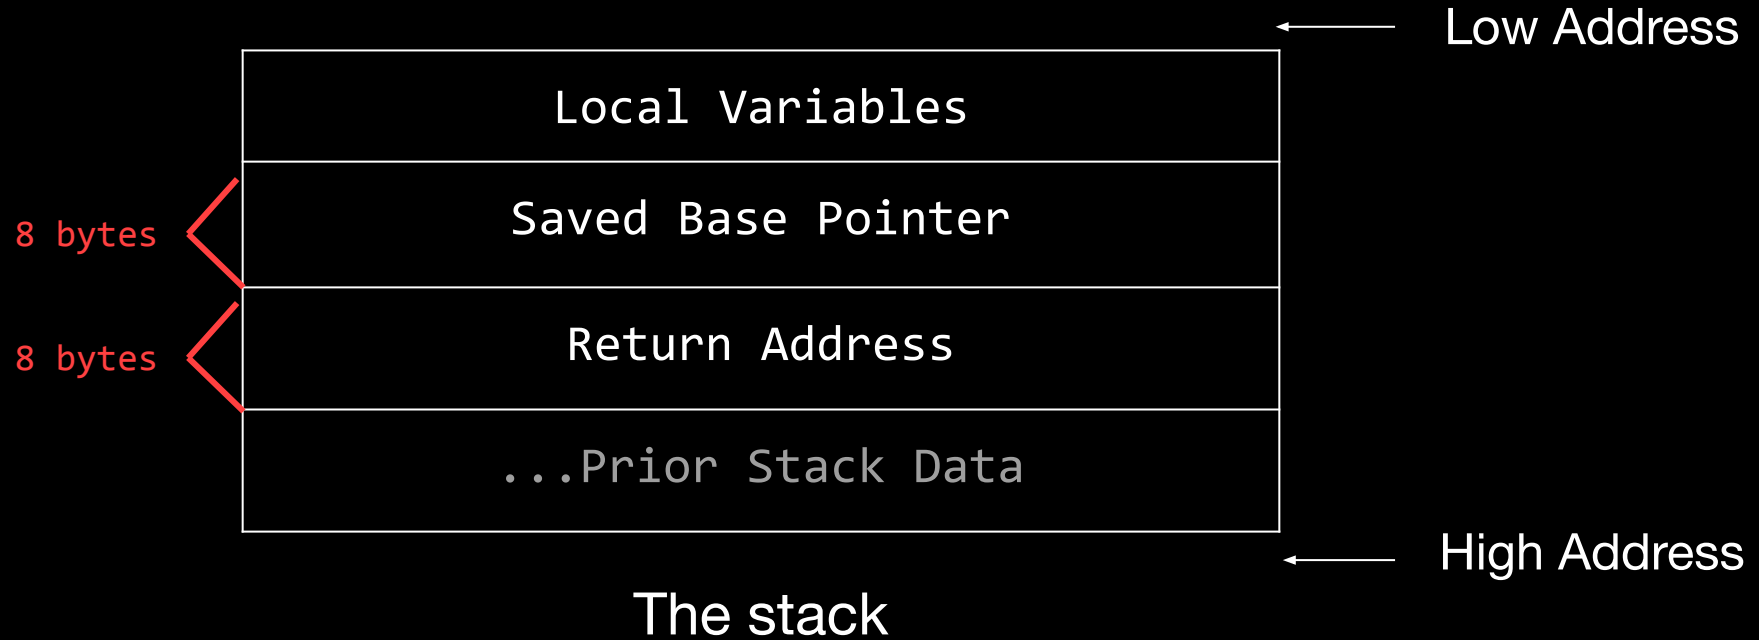 Low Address
Local Variables
8 bytes
Saved Base Pointer
8 bytes
Return Address
...Prior Stack Data
High Address
The stack